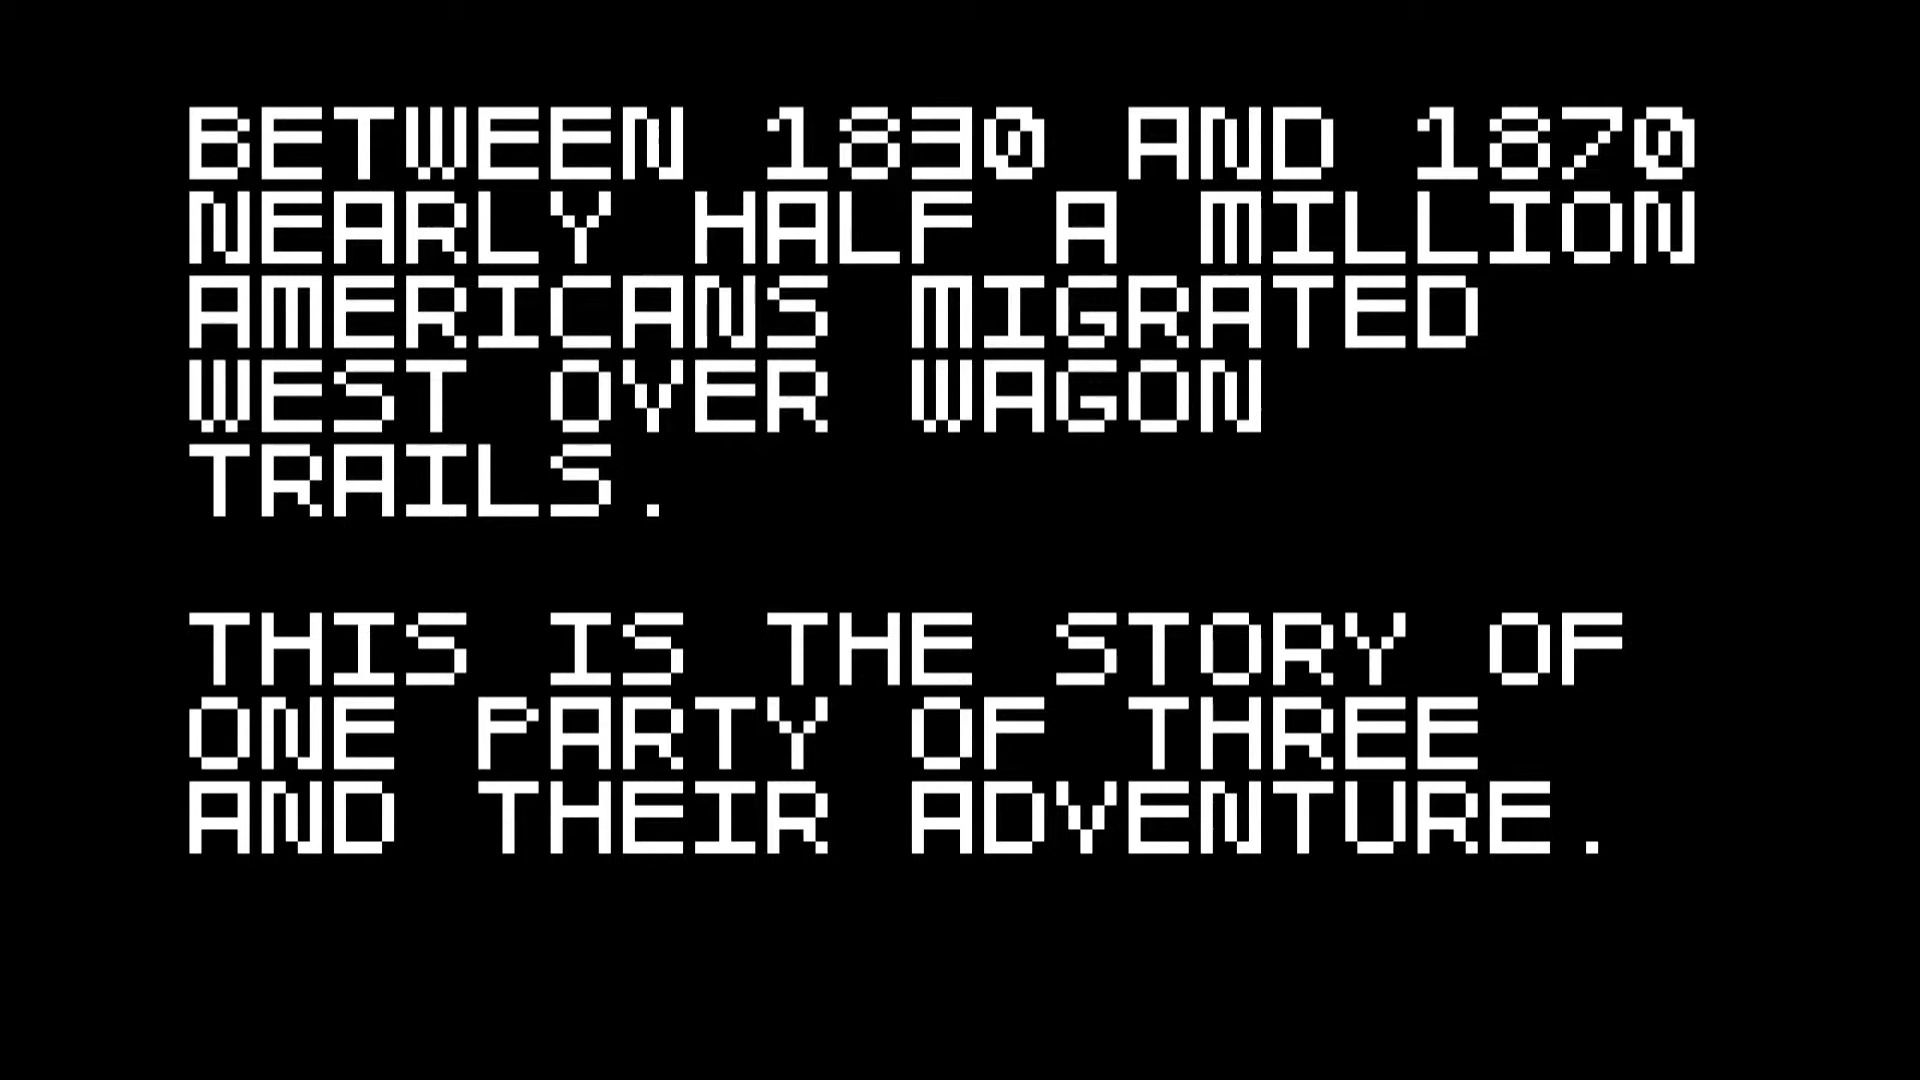 BETWEEN 1830 AND 1870
NEARLY HALF A MILLION
AMERICANS MIGRATED
WEST OVER WAGON
TRAILS.
THIS IS THE STORY OF
ONE PARTY OF THREE
AND THEIR ADVENTURE.